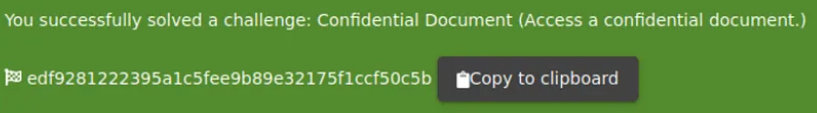 You successfully solved a challenge: Confidential Document (Access a confidential document.)
edf9281222395a1c5fee9b89e32175f1ccf50c5b Copy to clipboard